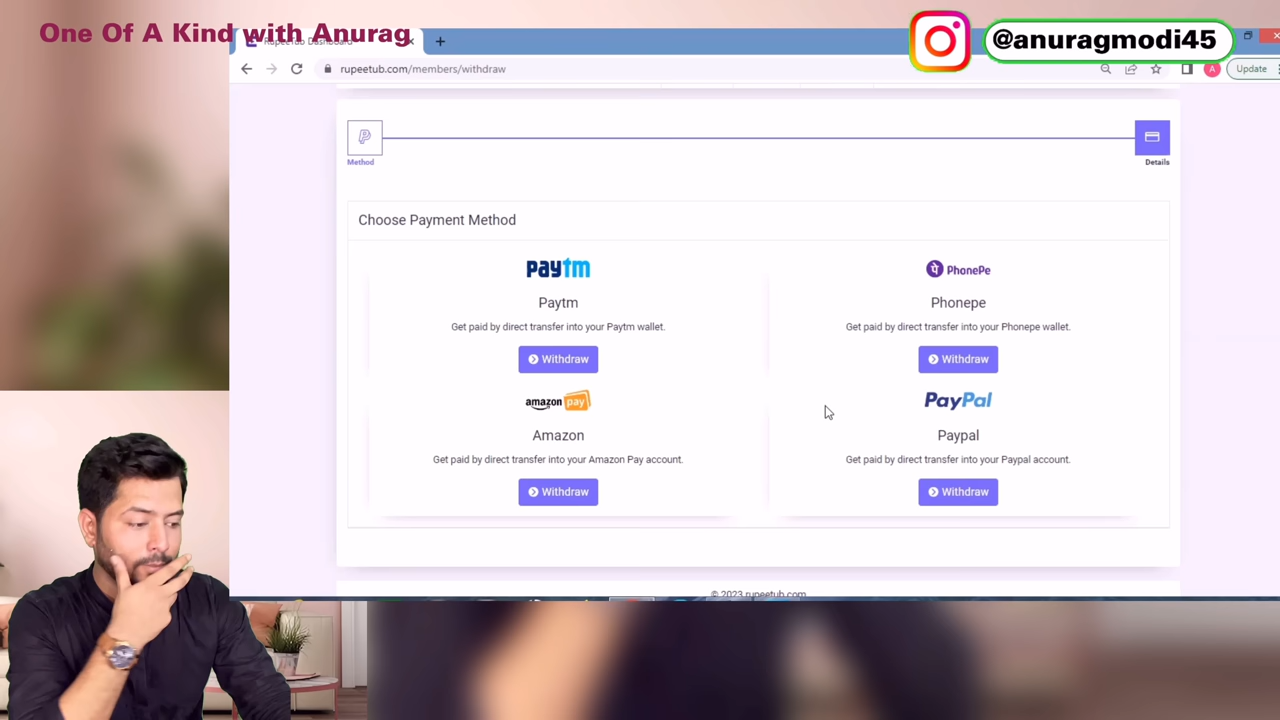 One Of A Kind with Anurag
@anuragmodi45
RupeeTub Dashboard
rupeetub.com/members/withdraw
A
Update
Method
Details
Choose Payment Method
paytm
PhonePe
Paytm
Phonepe
Get paid by direct transfer into your Paytm wallet.
Get paid by direct transfer into your Phonepe wallet.
Withdraw
Withdraw
amazon pay
PayPal
Amazon
Paypal
Get paid by direct transfer into your Amazon Pay account.
Get paid by direct transfer into your Paypal account.
Withdraw
Withdraw
© 2023 rupeetub.com